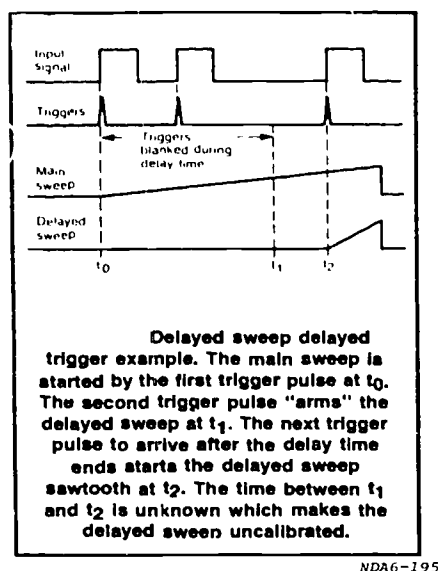 Input
signal
Triggers
Triggers
blanked during
delay time
Main
sweep
Delayed
sweep
t0 t1 t2
Delayed sweep delayed
trigger example. The main sweep is
started by the first trigger pulse at t0.
The second trigger pulse "arms" the
delayed sweep at t1. The next trigger
pulse to arrive after the delay time
ends starts the delayed sweep
sawtooth at t2. The time between t1
and t2 is unknown which makes the
delayed sweep uncalibrated.
NDA6-195